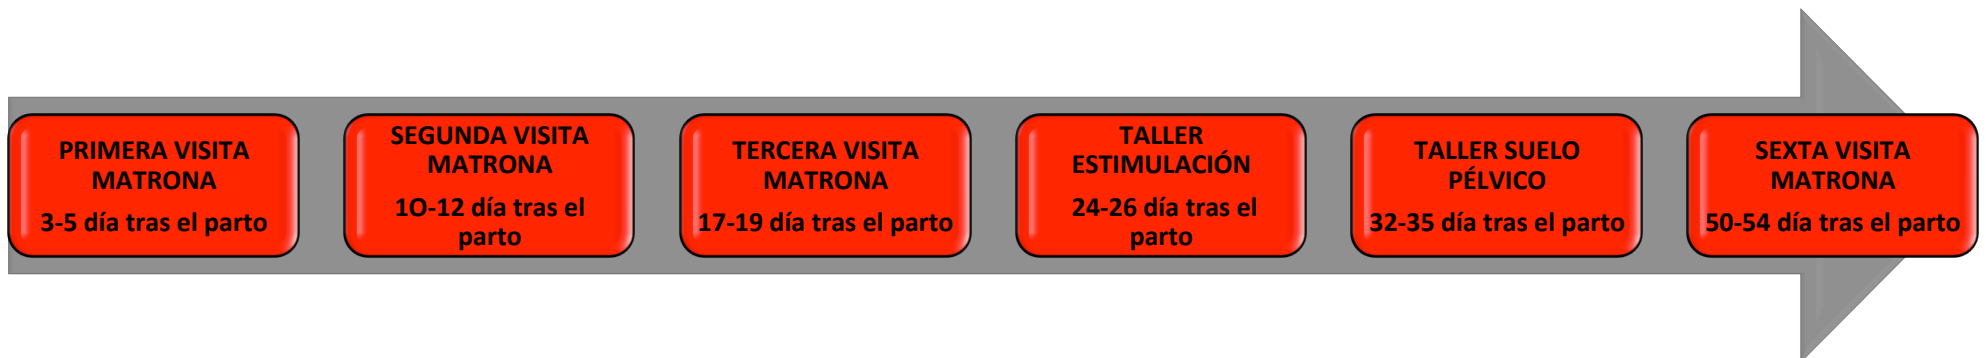 PRIMERA VISITA
MATRONA
3-5 día tras el parto
SEGUNDA VISITA
MATRONA
1O-12 día tras el
parto
TERCERA VISITA
MATRONA
17-19 día tras el parto
TALLER
ESTIMULACIÓN
24-26 día tras el
parto
TALLER SUELO
PÉLVICO
32-35 día tras el parto
SEXTA VISITA
MATRONA
50-54 día tras el parto